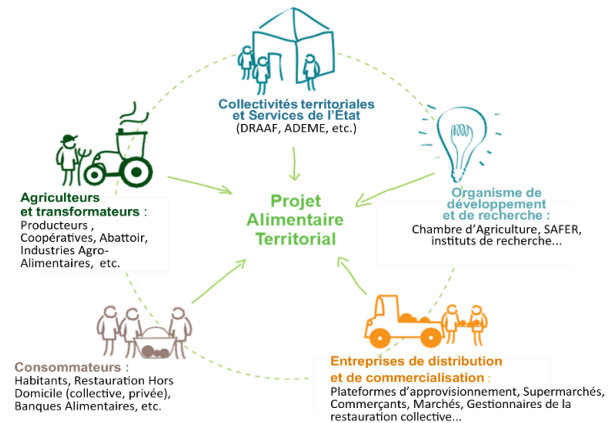 Collectivités territoriales
et Services de l'État
(DRAAF, ADEME, etc.)
Agriculteurs
et transformateurs :
Producteurs ,
Coopératives, Abattoir,
Industries Agro-
Alimentaires, etc.
Projet
Alimentaire
Territorial
Organisme de
développement
et de recherche :
Chambre d'Agriculture, SAFER,
instituts de recherche...
Consommateurs :
Habitants, Restauration Hors
Domicile (collective, privée),
Banques Alimentaires, etc.
Entreprises de distribution
et de commercialisation :
Plateformes d'approvisionnement, Supermarchés,
Commerçants, Marchés, Gestionnaires de la
restauration collective...